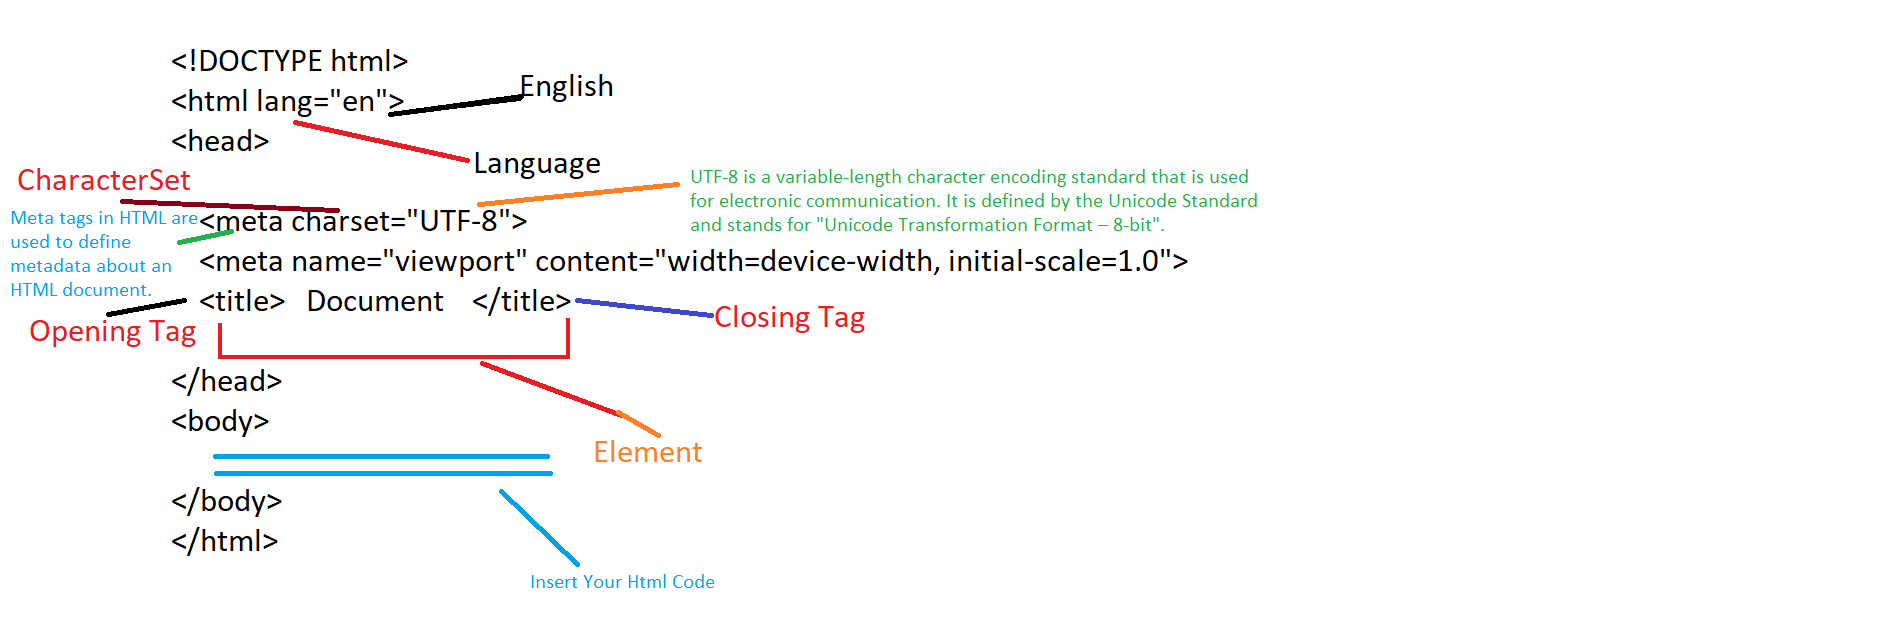 <!DOCTYPE html>
<html lang="en">
English
<head>
Language
CharacterSet
UTF-8 is a variable-length character encoding standard that is used
for electronic communication. It is defined by the Unicode Standard
and stands for "Unicode Transformation Format – 8-bit".
Meta tags in HTML are
used to define
metadata about an
HTML document.
<meta charset="UTF-8">
<meta name="viewport" content="width=device-width, initial-scale=1.0">
<title> Document </title>
Opening Tag
Closing Tag
</head>
<body>
Element
</body>
</html>
Insert Your Html Code